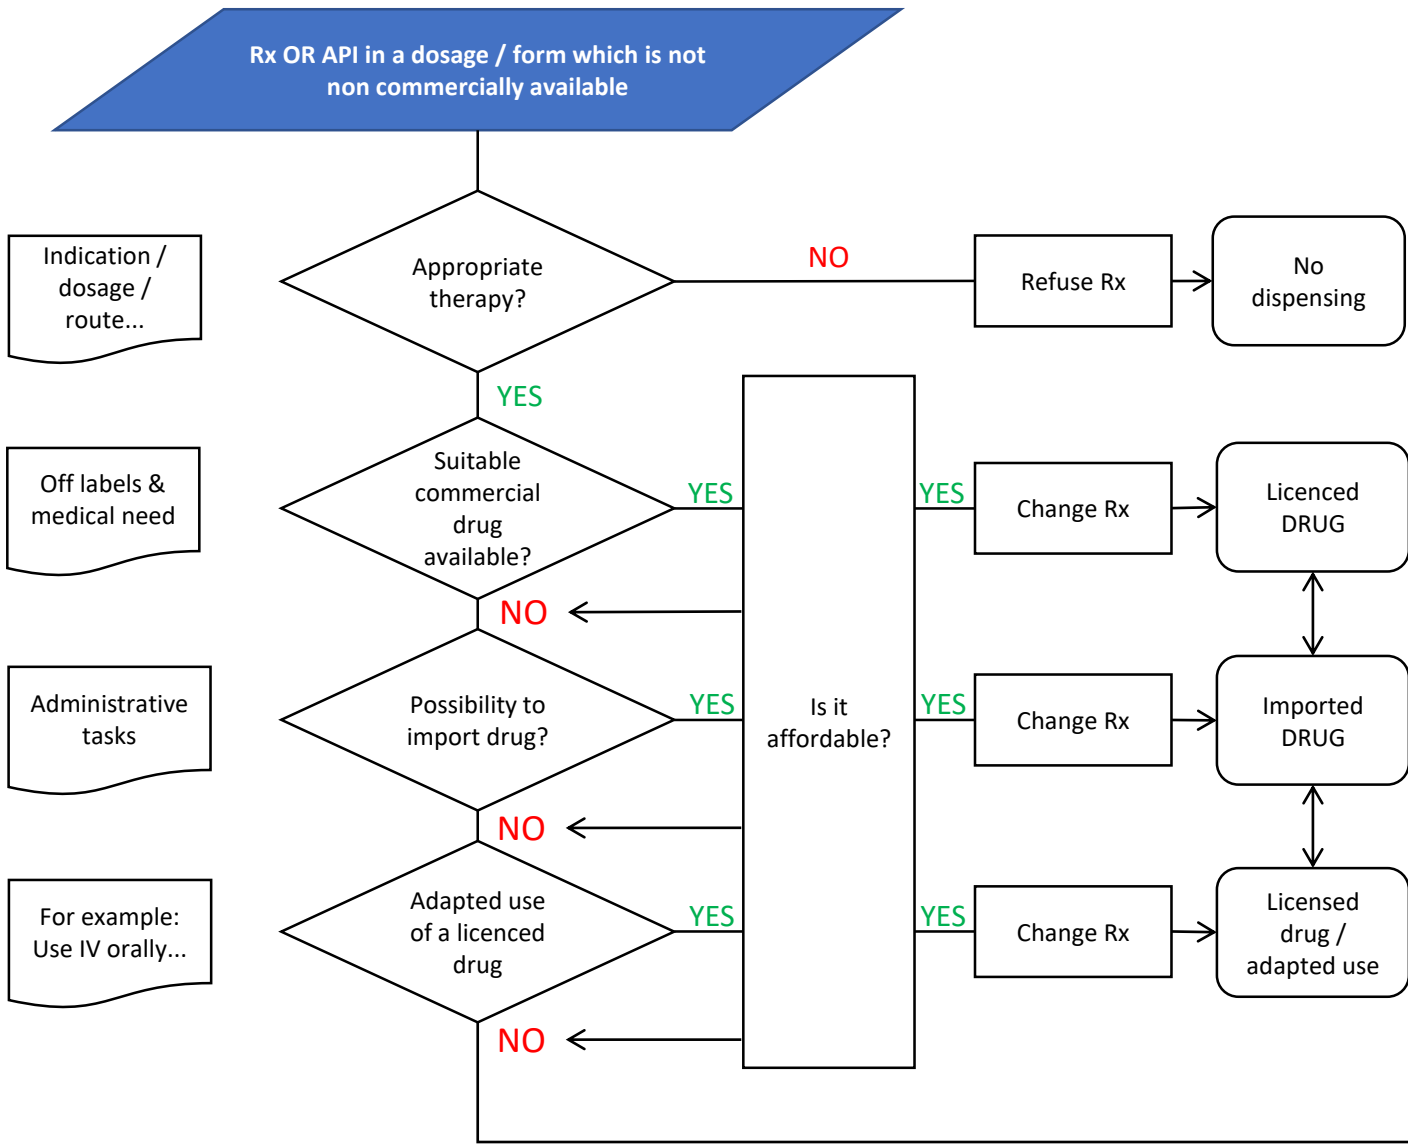 Rx OR API in a dosage / form which is not
non commercially available
Indication /
dosage /
route...
Appropriate
therapy?
NO
Refuse Rx
No
dispensing
YES
Off labels &
medical need
Suitable
commercial
drug
available?
YES
YES
Change Rx
Licenced
DRUG
NO
Administrative
tasks
Possibility to
import drug?
YES
Is it
affordable?
YES
Change Rx
Imported
DRUG
NO
For example:
Use IV orally...
Adapted use
of a licenced
drug
YES
YES
Change Rx
Licensed
drug /
adapted use
NO